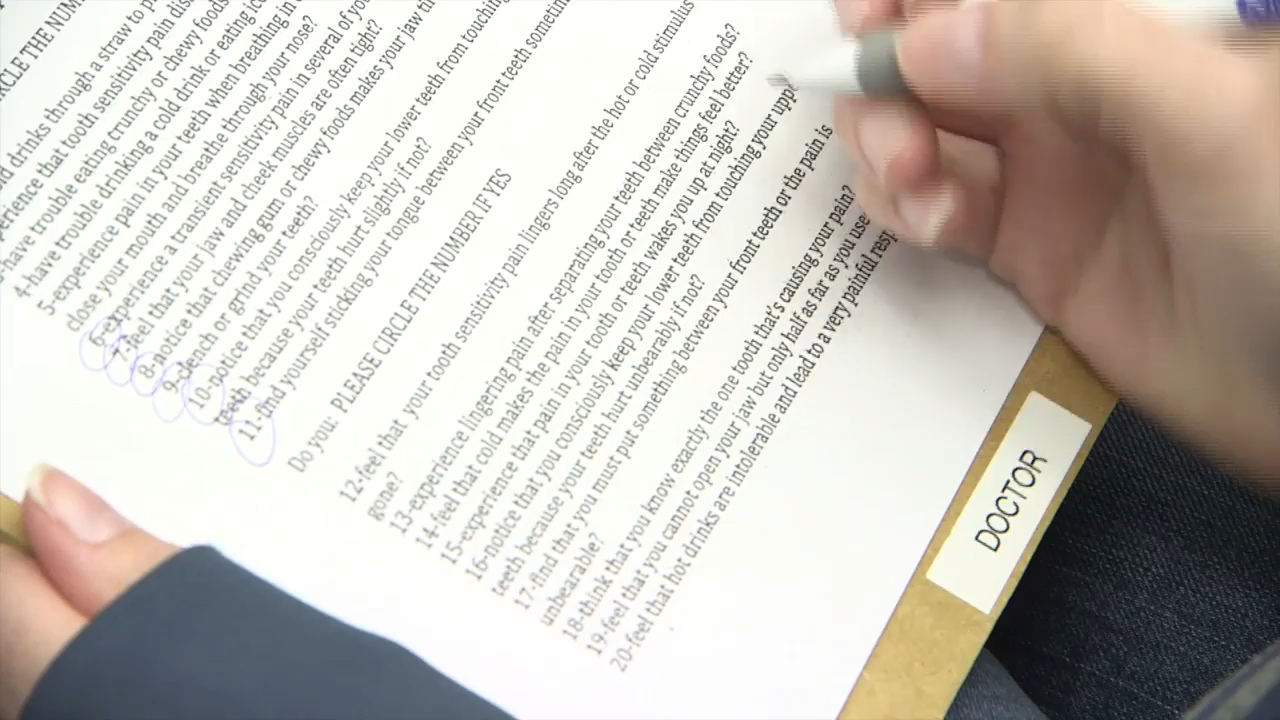 CIRCLE THE NUM
d drinks through a straw to p
erience that tooth sensitivity pain dis
-have trouble eating crunchy or chewy foods
4-have trouble drinking a cold drink or eating ic
5-experience pain in your teeth when breathing in
close your mouth and breathe through your nose?
6-experience a transient sensitivity pain in several of yo
7-feel that your jaw and cheek muscles are often tight?
8-notice that chewing gum or chewy foods makes your jaw th
9-clench or grind your teeth?
10-notice that you consciously keep your lower teeth from touching
teeth because your teeth hurt slightly if not?
11-find yourself sticking your tongue between your front teeth sometim
Do you: PLEASE CIRCLE THE NUMBER IF YES
12-feel that your tooth sensitivity pain lingers long after the hot or cold stimulus
gone?
13-experience lingering pain after separating your teeth between crunchy foods?
14-feel that cold makes the pain in your tooth or teeth make things feel better?
15-experience that pain in your tooth or teeth wakes you up at night?
16-notice that you consciously keep your lower teeth from touching your uppe
teeth because your teeth hurt unbearably if not?
17-find that you must put something between your front teeth or the pain is
unbearable?
18-think that you know exactly the one tooth that's causing your pain?
19-feel that you cannot open your jaw but only half as far as you use
20-feel that hot drinks are intolerable and lead to a very painful resp
DOCTOR